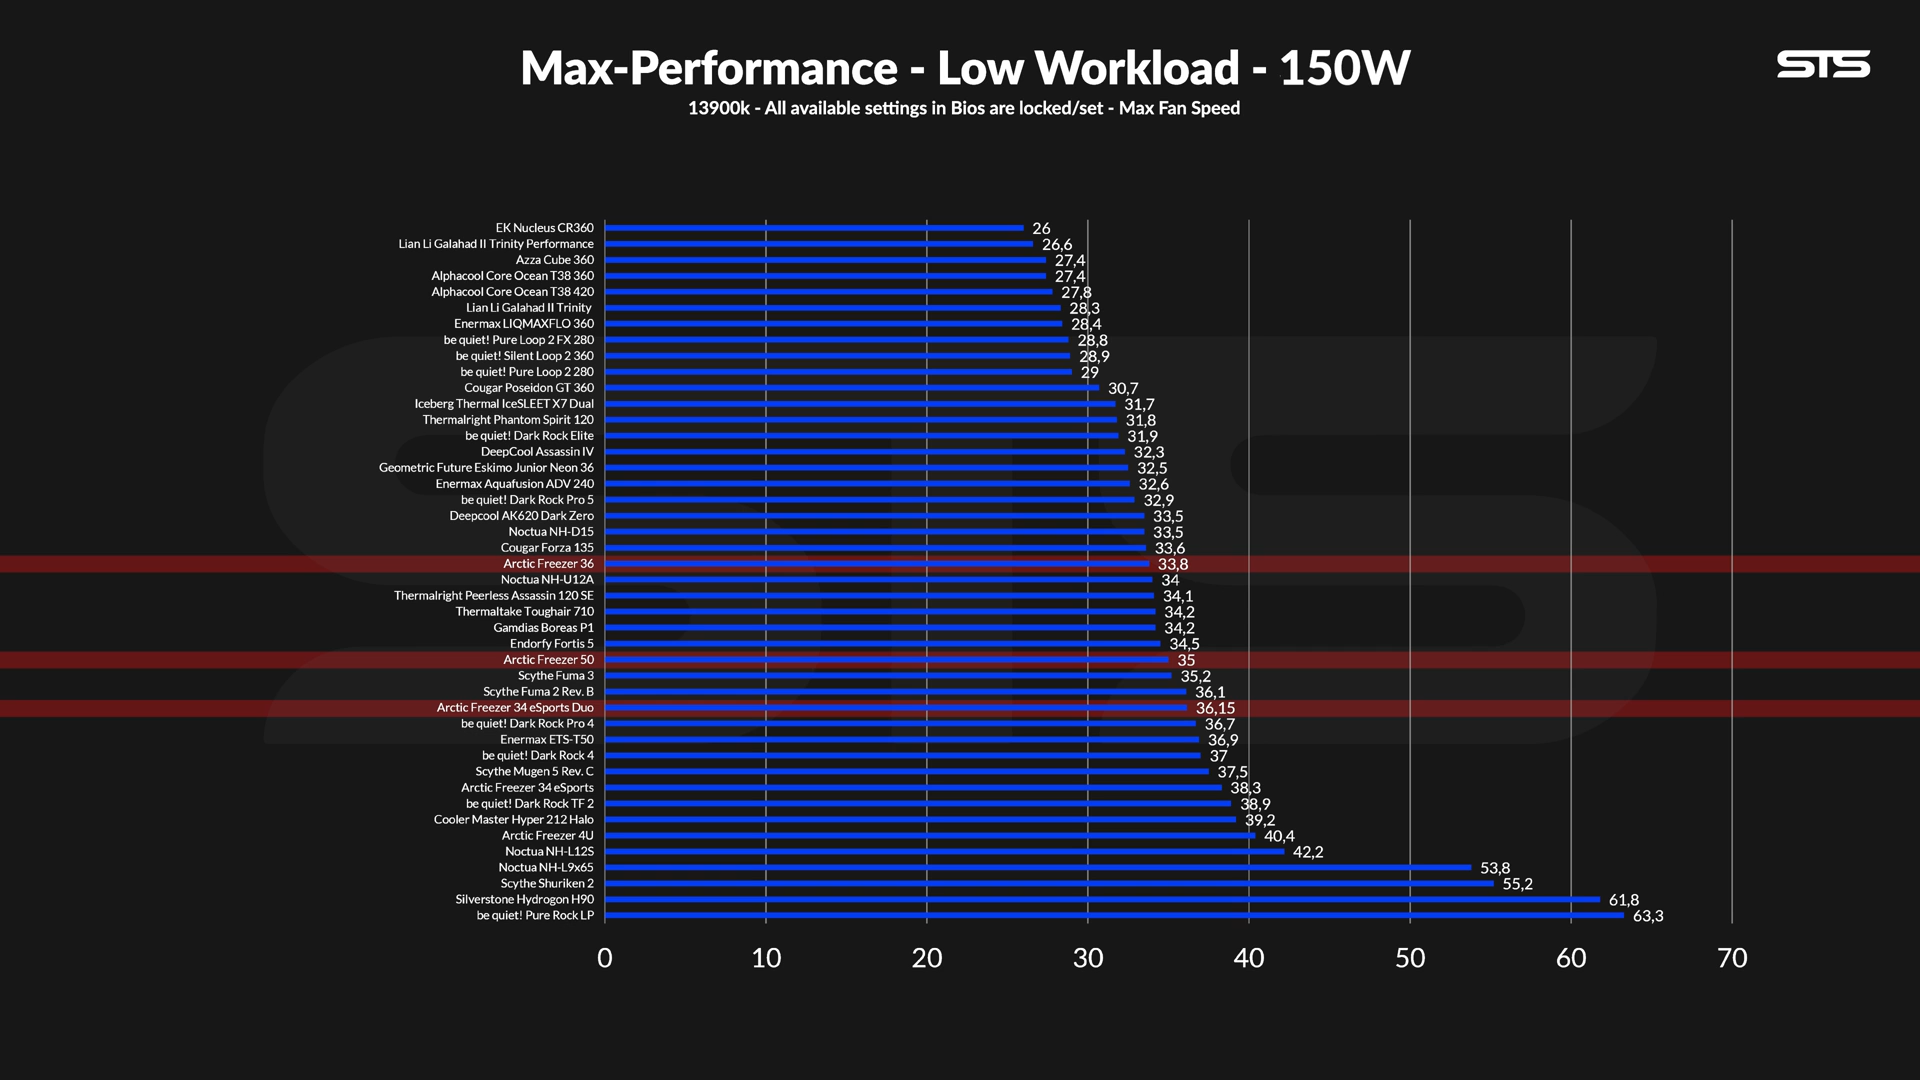 Max-Performance - Low Workload - 150W
STS
13900k - All available settings in Bios are locked/set - Max Fan Speed
EK Nucleus CR360 26
Lian Li Galahad II Trinity Performance 26,6
Azza Cube 360 27,4
Alphacool Core Ocean T38 360 27,4
Alphacool Core Ocean T38 420 27,8
Lian Li Galahad II Trinity 28,3
Enermax LIQMAXFLO 360 28,4
be quiet! Pure Loop 2 FX 280 28,8
be quiet! Silent Loop 2 360 28,9
be quiet! Pure Loop 2 280 29
Cougar Poseidon GT 360 30,7
Iceberg Thermal IceSLEET X7 Dual 31,7
Thermalright Phantom Spirit 120 31,8
be quiet! Dark Rock Elite 31,9
DeepCool Assassin IV 32,3
Geometric Future Eskimo Junior Neon 36 32,5
Enermax Aquafusion ADV 240 32,6
be quiet! Dark Rock Pro 5 32,9
Deepcool AK620 Dark Zero 33,5
Noctua NH-D15 33,5
Cougar Forza 135 33,6
Arctic Freezer 36 33,8
Noctua NH-U12A 34
Thermalright Peerless Assassin 120 SE 34,1
Thermaltake Toughair 710 34,2
Gamdias Boreas P1 34,2
Endorfy Fortis 5 34,5
Arctic Freezer 50 35
Scythe Fuma 3 35,2
Scythe Fuma 2 Rev. B 36,1
Arctic Freezer 34 eSports Duo 36,15
be quiet! Dark Rock Pro 4 36,7
Enermax ETS-T50 36,9
be quiet! Dark Rock 4 37
Scythe Mugen 5 Rev. C 37,5
Arctic Freezer 34 eSports 38,3
be quiet! Dark Rock TF 2 38,9
Cooler Master Hyper 212 Halo 39,2
Arctic Freezer 4U 40,4
Noctua NH-L12S 42,2
Noctua NH-L9x65 53,8
Scythe Shuriken 2 55,2
Silverstone Hydrogon H90 61,8
be quiet! Pure Rock LP 63,3
0 10 20 30 40 50 60 70